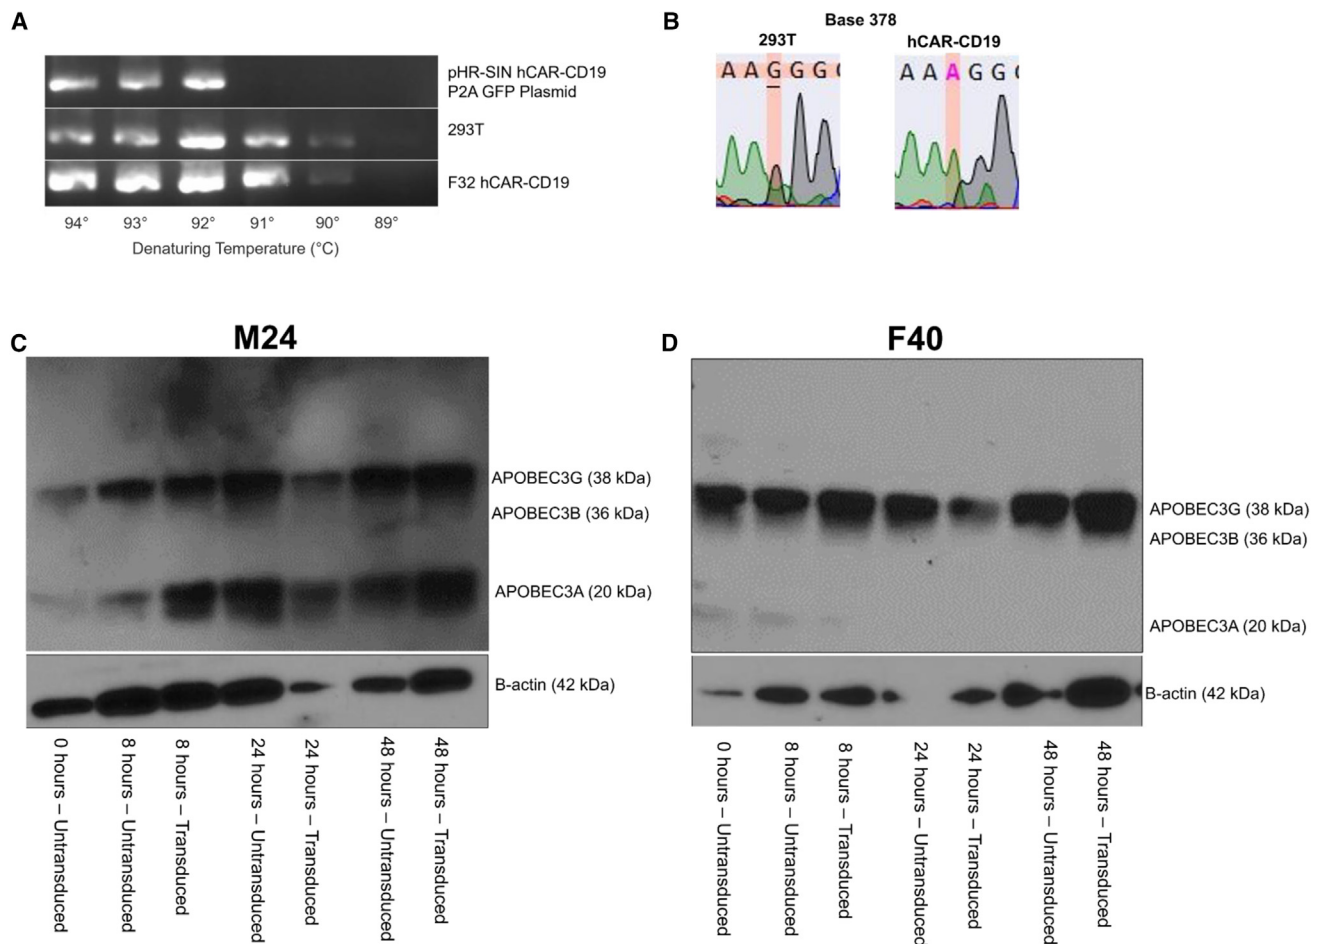 A
pHR-SIN hCAR-CD19
P2A GFP Plasmid
293T
F32 hCAR-CD19
94° 93° 92° 91° 90° 89°
Denaturing Temperature (°C)
B
Base 378
293T
hCAR-CD19
A A G G G
A A A G G
C
M24
APOBEC3G (38 kDa)
APOBEC3B (36 kDa)
APOBEC3A (20 kDa)
B-actin (42 kDa)
0 hours – Untransduced
8 hours – Untransduced
8 hours – Transduced
24 hours – Untransduced
24 hours – Transduced
48 hours – Untransduced
48 hours – Transduced
D
F40
APOBEC3G (38 kDa)
APOBEC3B (36 kDa)
APOBEC3A (20 kDa)
B-actin (42 kDa)
0 hours – Untransduced
8 hours – Untransduced
8 hours – Transduced
24 hours – Untransduced
24 hours – Transduced
48 hours – Untransduced
48 hours – Transduced